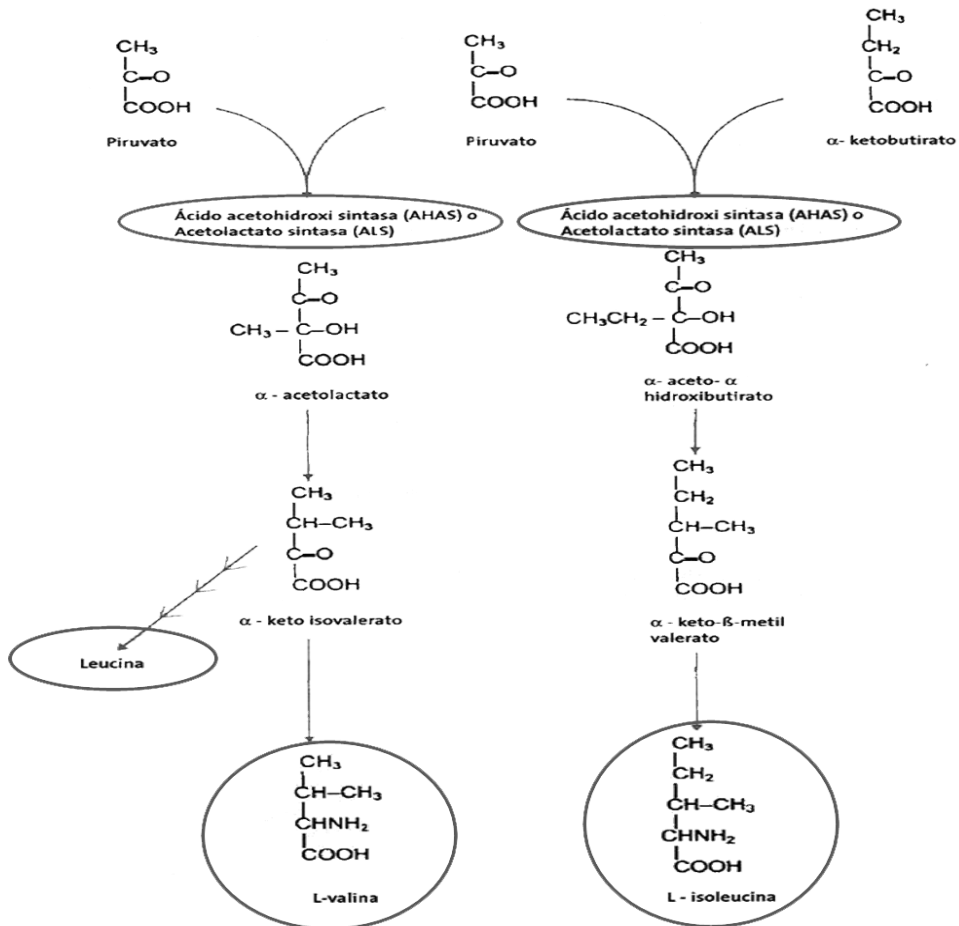 CH₃
C–O
COOH
Piruvato
CH₃
C–O
COOH
Piruvato
CH₃
CH₂
C–O
COOH
α- ketobutirato
Ácido acetohidroxi sintasa (AHAS) o
Acetolactato sintasa (ALS)
Ácido acetohidroxi sintasa (AHAS) o
Acetolactato sintasa (ALS)
CH₃
C–O
CH₃ – C–OH
COOH
α - acetolactato
CH₃
C–O
CH₃CH₂ – C–OH
COOH
α- aceto- α
hidroxibutirato
CH₃
CH–CH₃
C–O
COOH
α - keto isovalerato
CH₃
CH₂
CH–CH₃
C–O
COOH
α - keto-ß-metil
valerato
Leucina
CH₃
CH–CH₃
CHNH₂
COOH
L-valina
CH₃
CH₂
CH–CH₃
CHNH₂
COOH
L - isoleucina